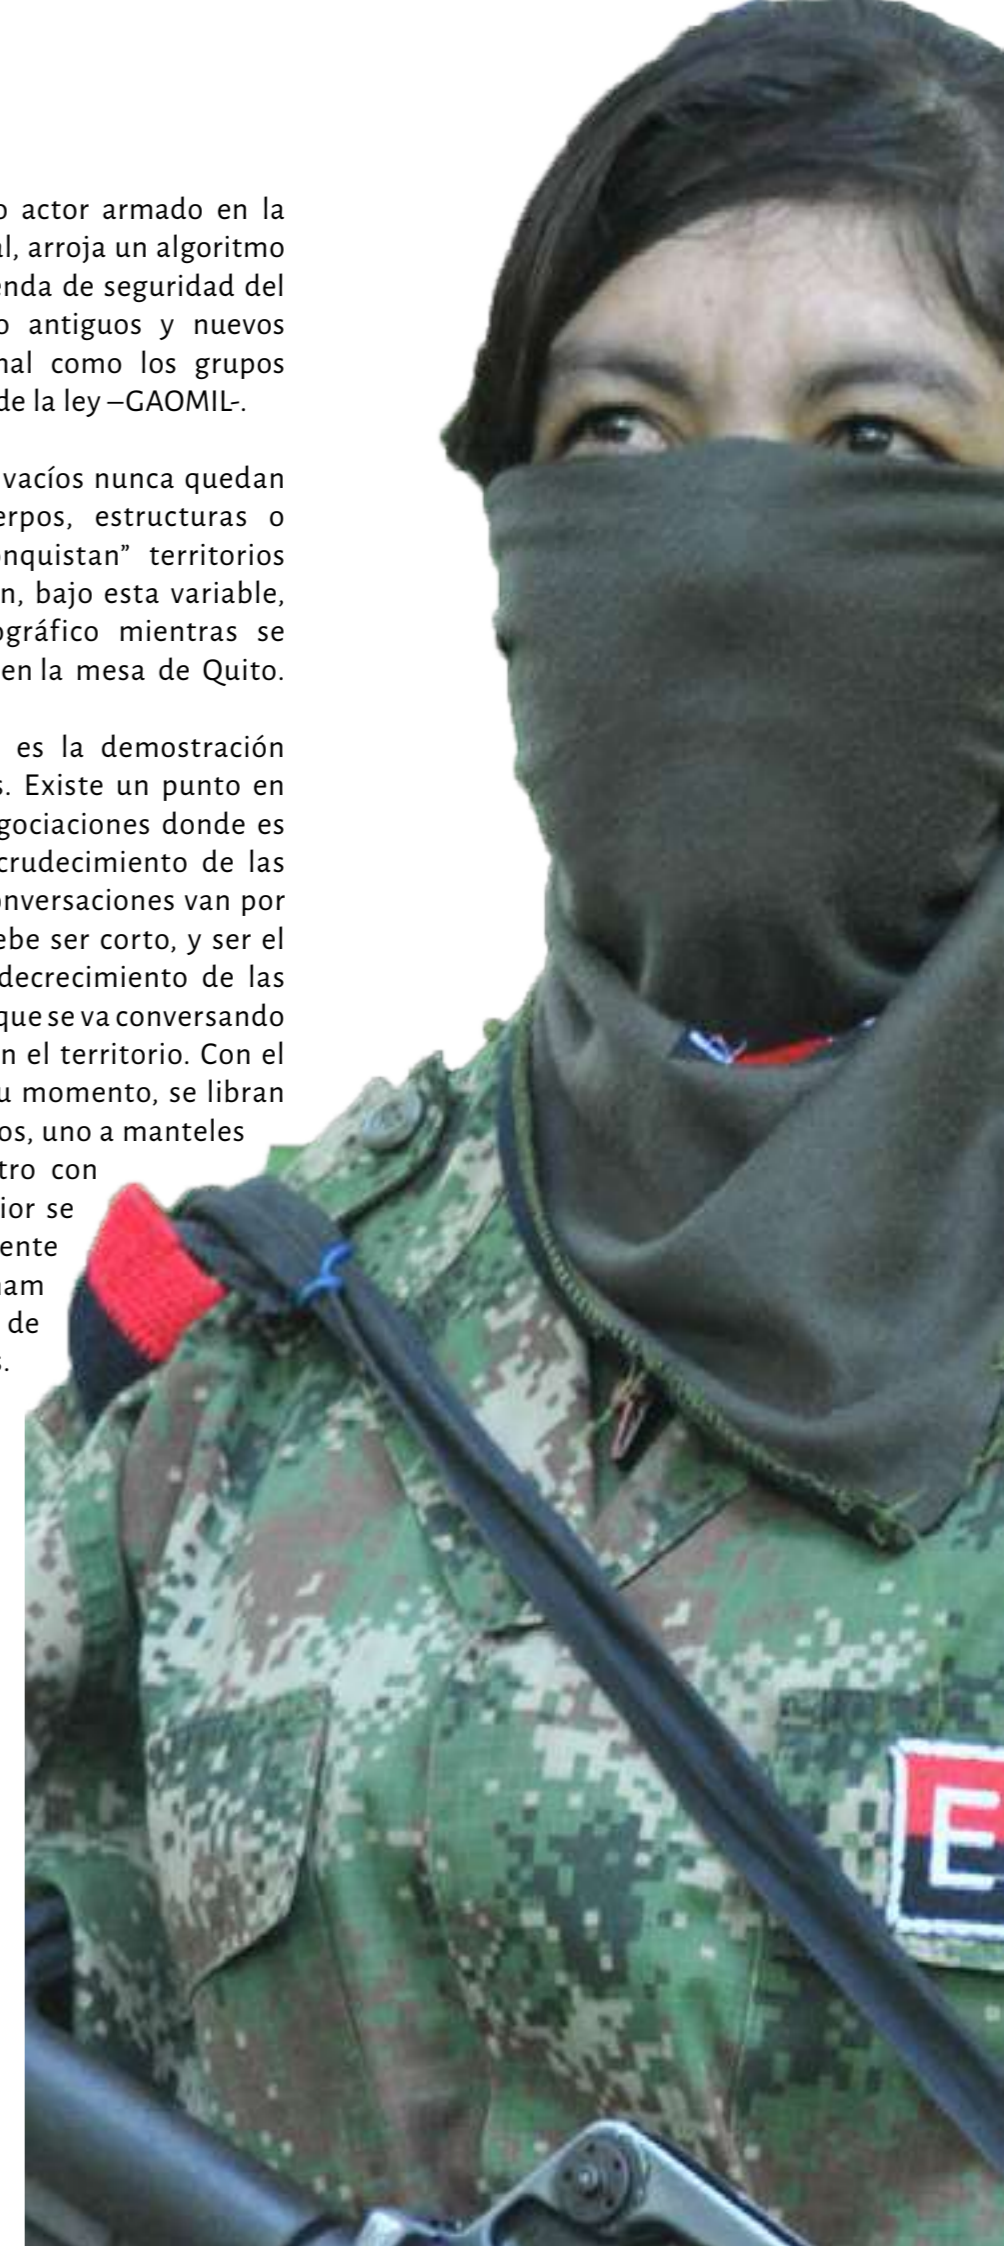 o actor armado en la
al, arroja un algoritmo
enda de seguridad del
o antiguos y nuevos
nal como los grupos
de la ley –GAOMIL-.
vacíos nunca quedan
erpos, estructuras o
nquistan” territorios
n, bajo esta variable,
ográfico mientras se
en la mesa de Quito.
es la demostración
s. Existe un punto en
gociaciones donde es
crudecimiento de las
onversaciones van por
ebe ser corto, y ser el
decrecimiento de las
que se va conversando
n el territorio. Con el
u momento, se libran
os, uno a manteles
tro con
ior se
ente
nam
de
s.
E